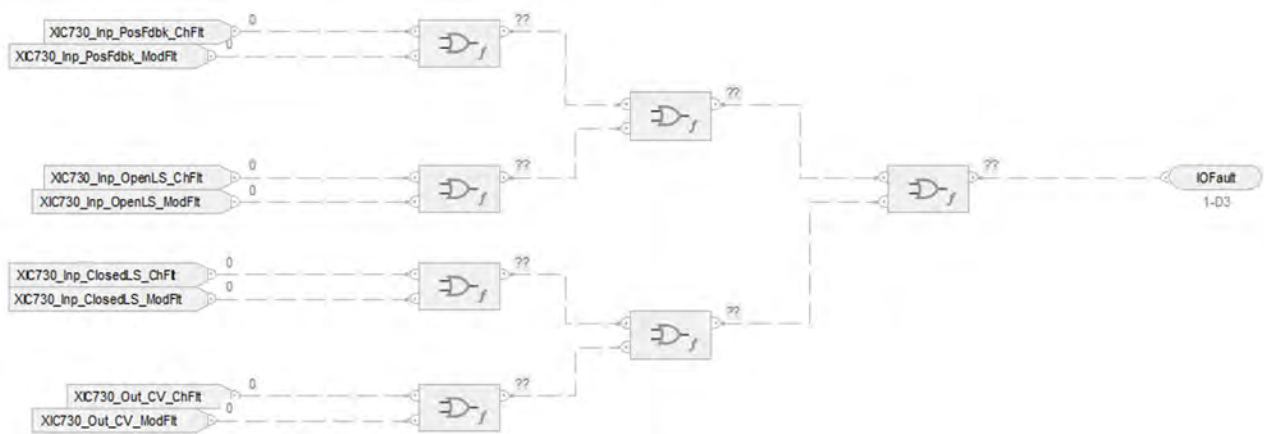 XIC730_Inp_PosFdbk_ChFlt 0 ??
XIC730_Inp_PosFdbk_ModFlt 0
f
??
f
XIC730_Inp_OpenLS_ChFlt 0 ??
XIC730_Inp_OpenLS_ModFlt 0
f
??
f
IOFault
1-D3
XIC730_Inp_ClosedLS_ChFlt 0 ??
XIC730_Inp_ClosedLS_ModFlt 0
f
??
f
XIC730_Out_CV_ChFlt 0 ??
XIC730_Out_CV_ModFlt 0
f